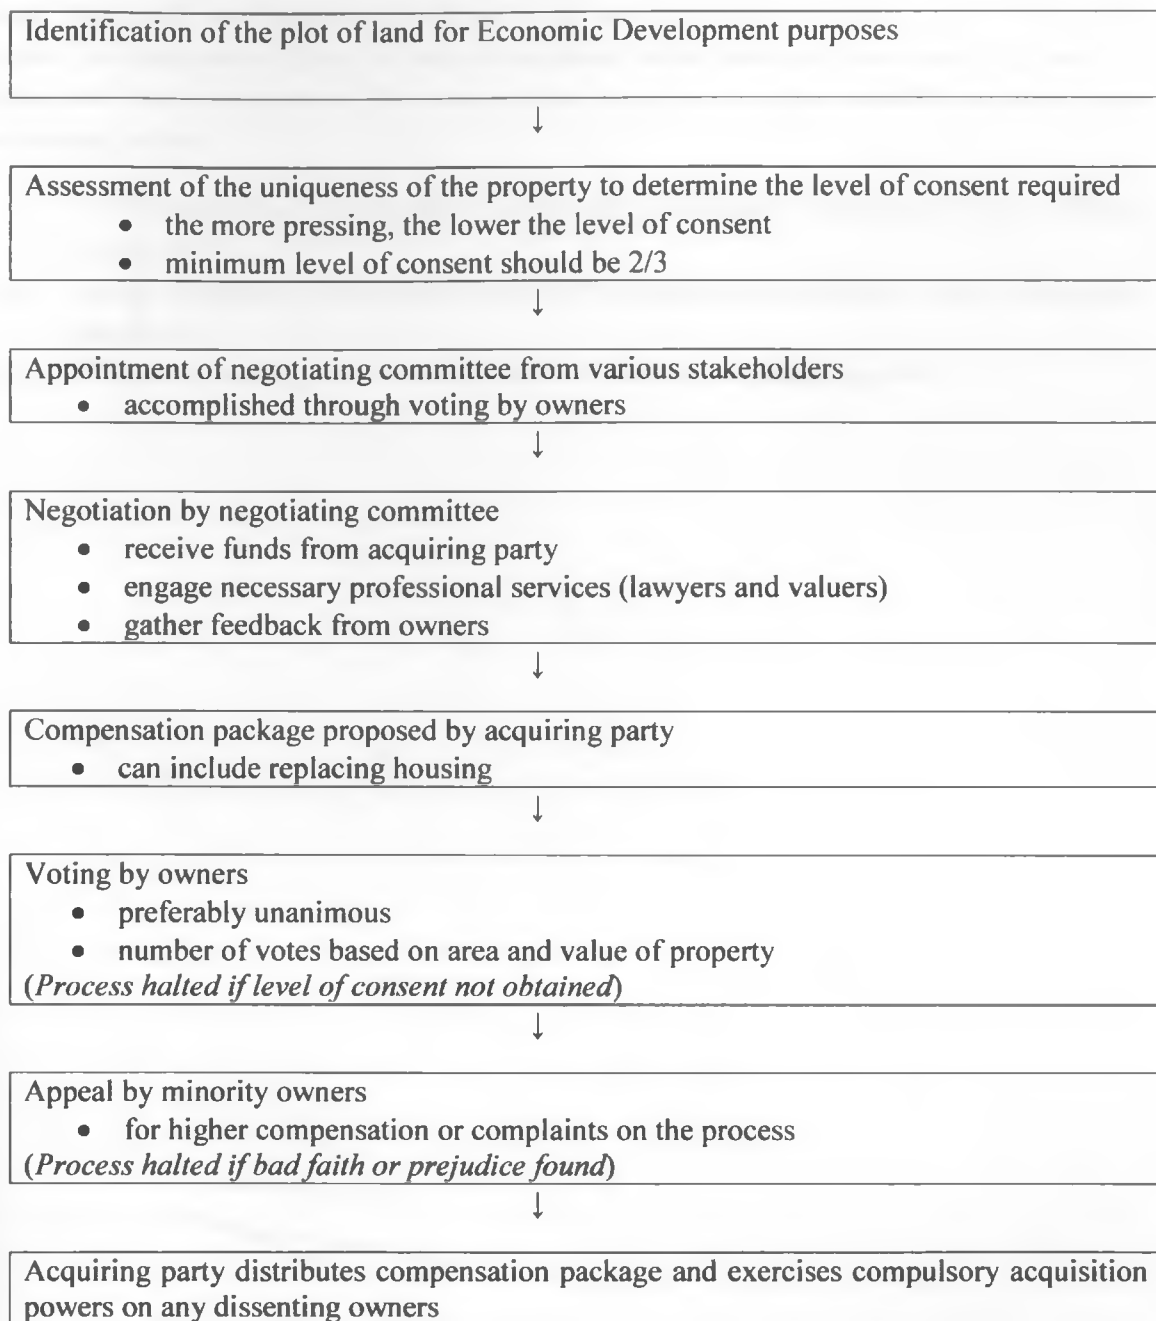 Identification of the plot of land for Economic Development purposes
↓
Assessment of the uniqueness of the property to determine the level of consent required
• the more pressing, the lower the level of consent
• minimum level of consent should be 2/3
↓
Appointment of negotiating committee from various stakeholders
• accomplished through voting by owners
↓
Negotiation by negotiating committee
• receive funds from acquiring party
• engage necessary professional services (lawyers and valuers)
• gather feedback from owners
↓
Compensation package proposed by acquiring party
• can include replacing housing
↓
Voting by owners
• preferably unanimous
• number of votes based on area and value of property
(Process halted if level of consent not obtained)
↓
Appeal by minority owners
• for higher compensation or complaints on the process
(Process halted if bad faith or prejudice found)
↓
Acquiring party distributes compensation package and exercises compulsory acquisition
powers on any dissenting owners